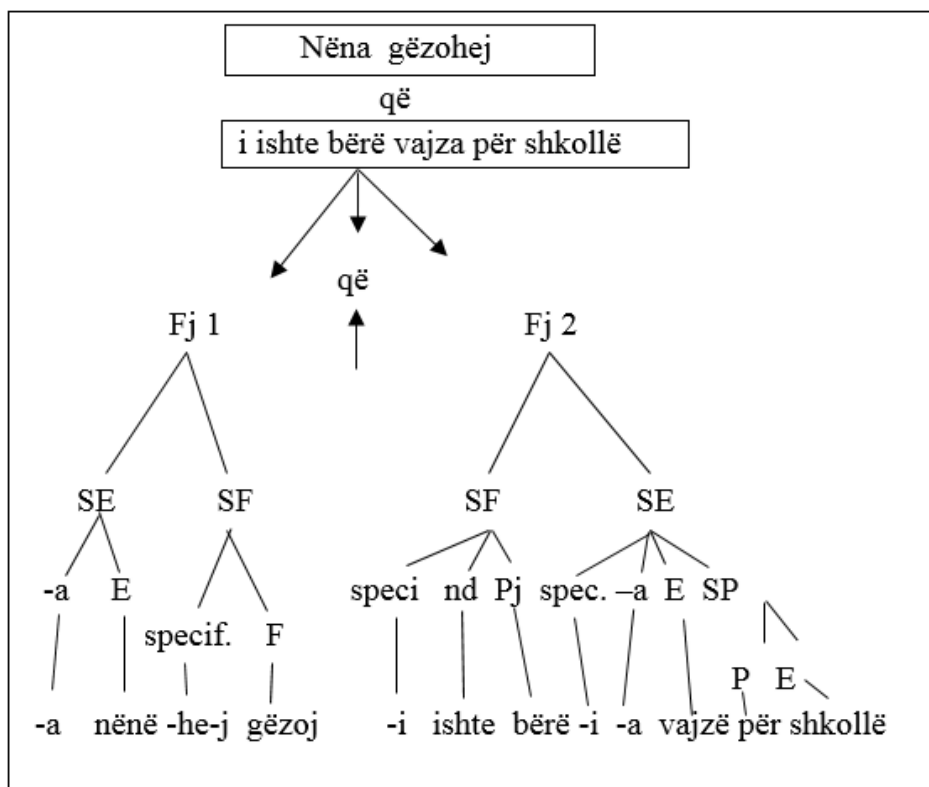 Nëna gëzohej
që
i ishte bërë vajza për shkollë
që
Fj 1 Fj 2
SE SF SF SE
-a E speci nd Pj spec. –a E SP
specif. F
P E
-a nënë -he-j gëzoj -i ishte bërë -i -a vajzë për shkollë